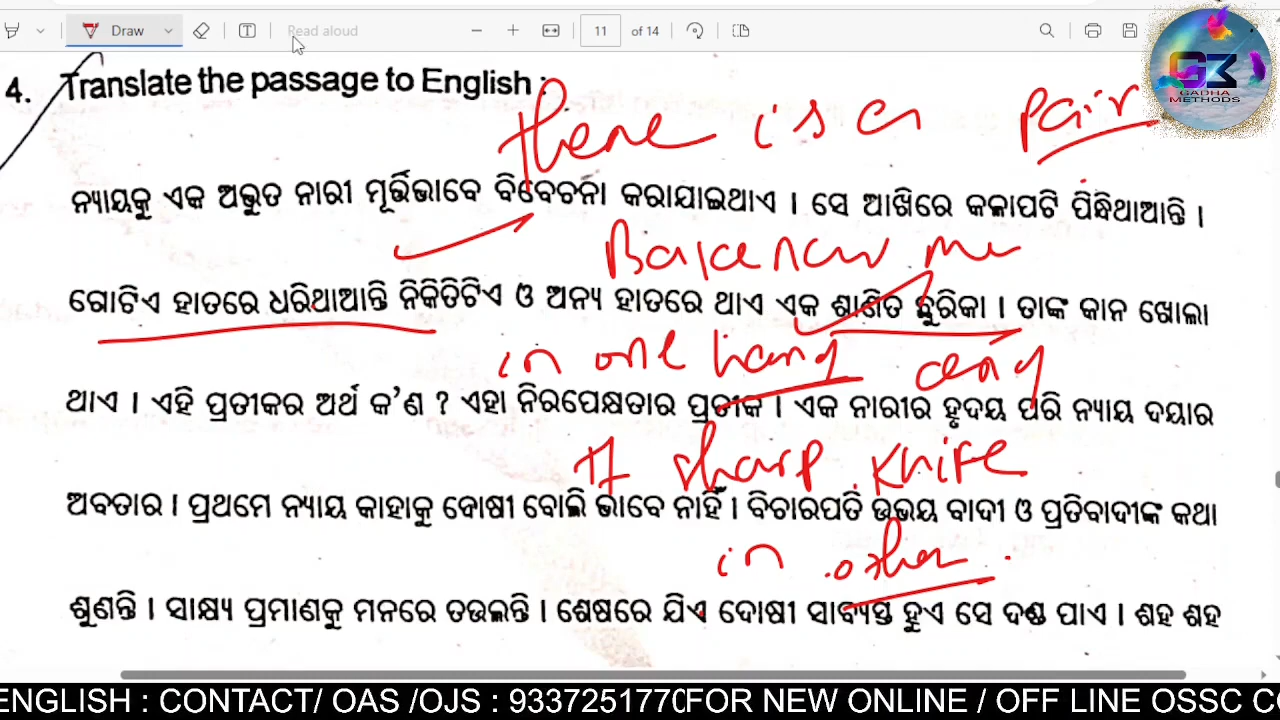 Draw
Read aloud
11 of 14
GADHA
METHODS
4. Translate the passage to English :
there is a pair
ନ୍ୟାୟକୁ ଏକ ଅଦ୍ଭୁତ ନାରୀ ମୂର୍ତ୍ତିଭାବେ ବିବେଚନା କରାଯାଇଥାଏ । ସେ ଆଖିରେ କଳାପଟି ପିନ୍ଧିଥାଆନ୍ତି ।
ଗୋଟିଏ ହାତରେ ଧରିଥାଆନ୍ତି ନିକିତିଟିଏ ଓ ଅନ୍ୟ ହାତରେ ଥାଏ ଏକ ଶାଣିତ ଛୁରିକା । ତାଙ୍କ କାନ ଖୋଲା
in one hand
ଥାଏ । ଏହି ପ୍ରତୀକର ଅର୍ଥ କ'ଣ ? ଏହା ନିରପେକ୍ଷତାର ପ୍ରତୀକ । ଏକ ନାରୀର ହୃଦୟ ପରି ନ୍ୟାୟ ଦୟାର
sharp knife
ଅବତାର । ପ୍ରଥମେ ନ୍ୟାୟ କାହାକୁ ଦୋଷୀ ବୋଲି ଭାବେ ନାହିଁ । ବିଚାରପତି ଉଭୟ ବାଦୀ ଓ ପ୍ରତିବାଦୀଙ୍କ କଥା
in other
ଶୁଣନ୍ତି । ସାକ୍ଷ୍ୟ ପ୍ରମାଣକୁ ମନରେ ତଉଲନ୍ତି । ଶେଷରେ ଯିଏ ଦୋଷୀ ସାବ୍ୟସ୍ତ ହୁଏ ସେ ଦଣ୍ଡ ପାଏ । ଶହ ଶହ
ENGLISH : CONTACT/ OAS /OJS : 9337251770FOR NEW ONLINE / OFF LINE OSSC